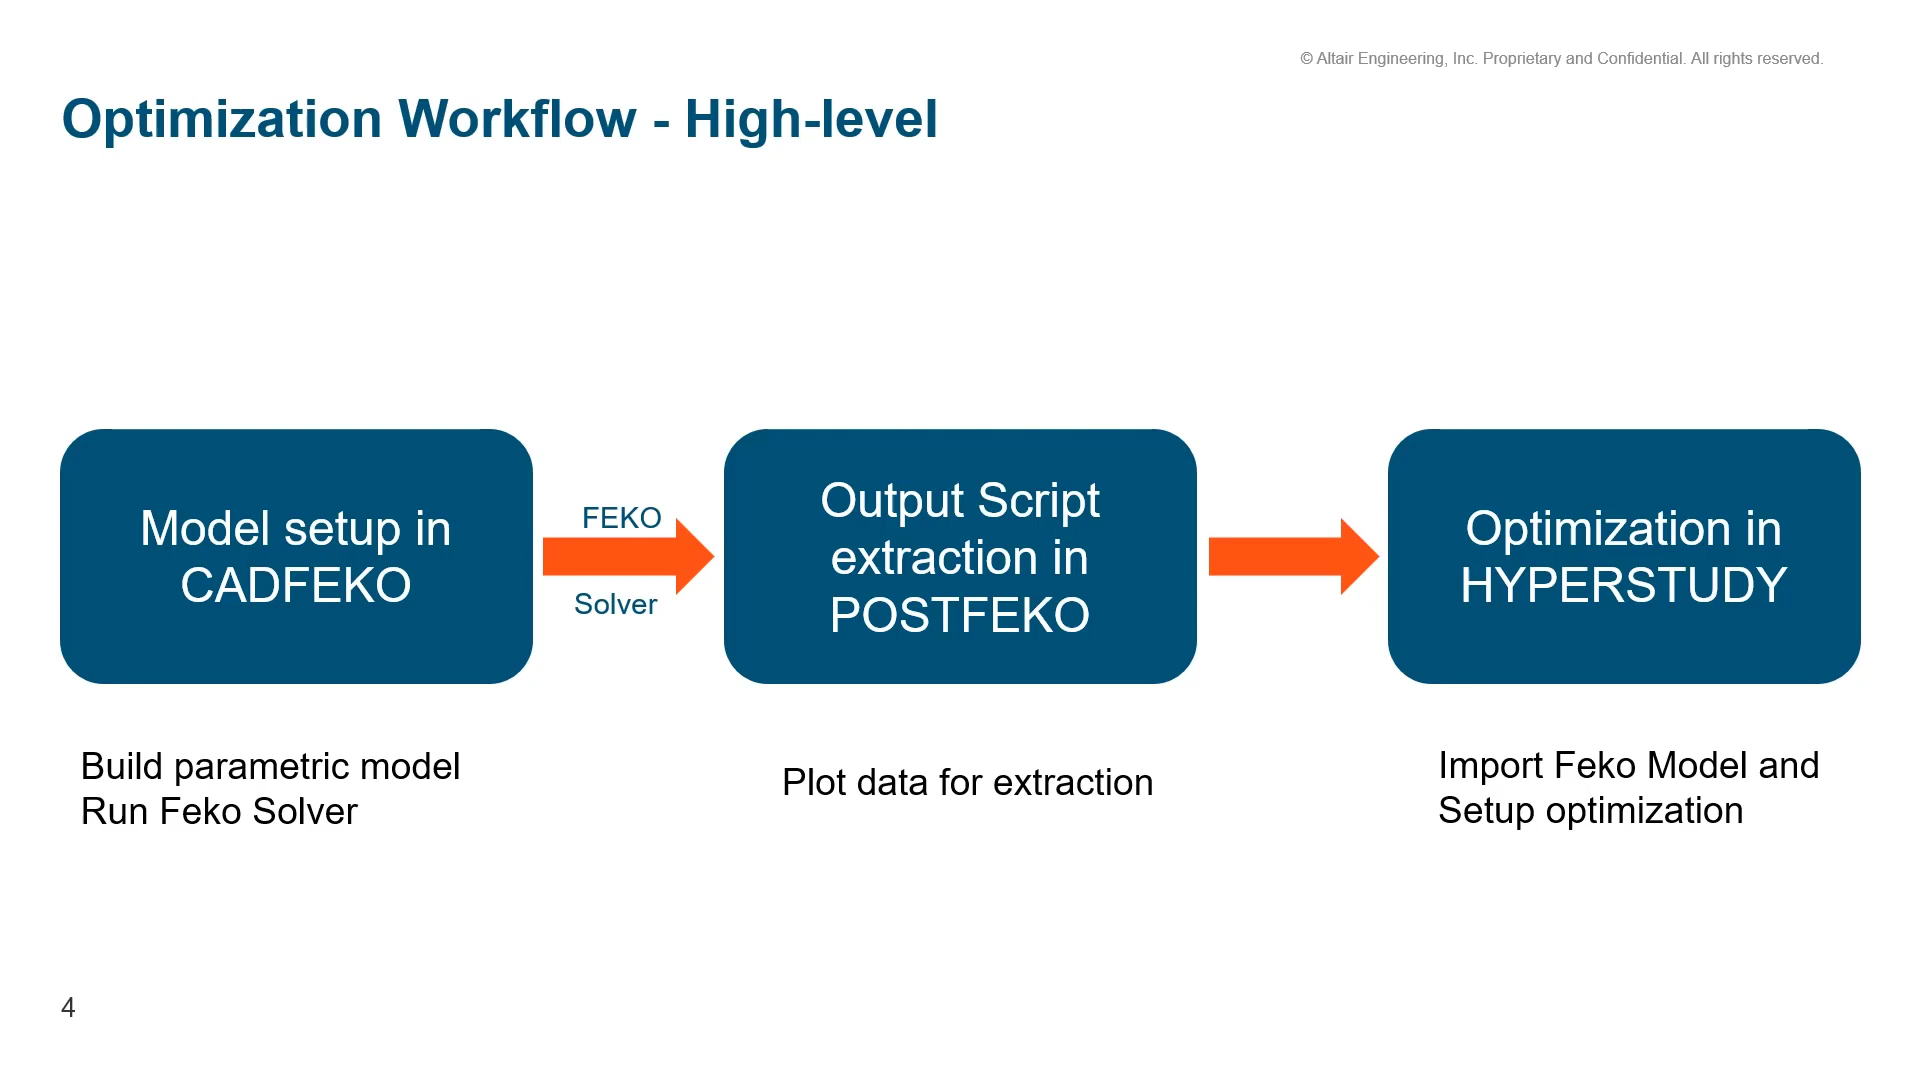 © Altair Engineering, Inc. Proprietary and Confidential. All rights reserved.
Optimization Workflow - High-level
Model setup in
CADFEKO
FEKO
Solver
Output Script
extraction in
POSTFEKO
Optimization in
HYPERSTUDY
Build parametric model
Run Feko Solver
Plot data for extraction
Import Feko Model and
Setup optimization
4